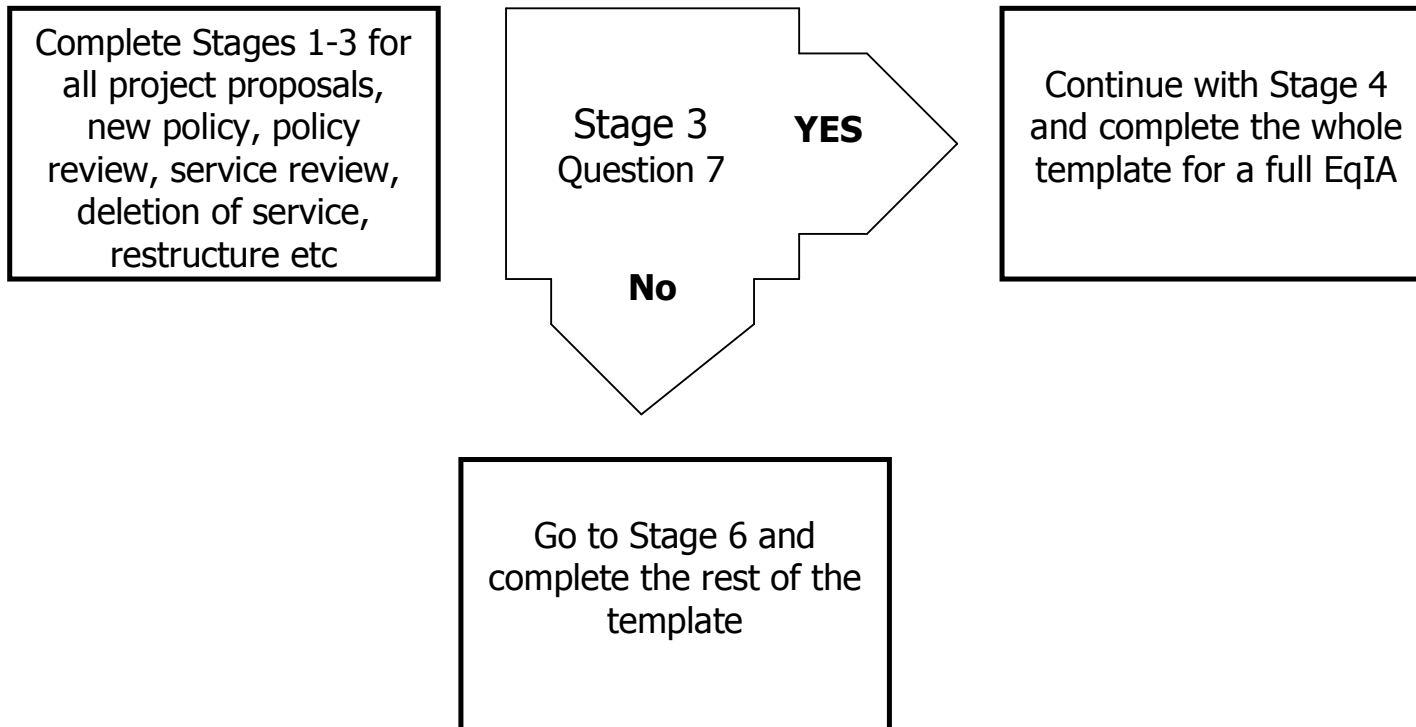 Complete Stages 1-3 for
all project proposals,
new policy, policy
review, service review,
deletion of service,
restructure etc
Stage 3
Question 7
YES
No
Continue with Stage 4
and complete the whole
template for a full EqIA
Go to Stage 6 and
complete the rest of the
template